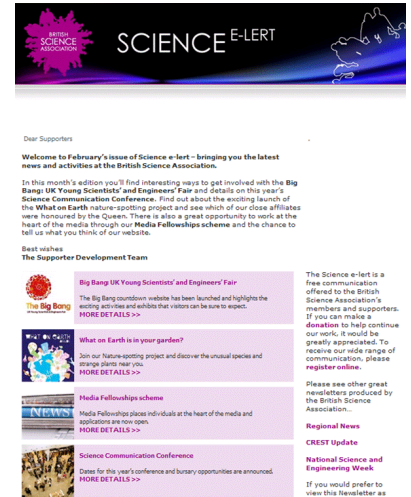 BRITISH
SCIENCE
ASSOCIATION
SCIENCE E-LERT
Dear Supporters
Welcome to February's issue of Science e-lert – bringing you the latest
news and activities at the British Science Association.
In this month's edition you'll find interesting ways to get involved with the Big
Bang: UK Young Scientists' and Engineers' Fair and details on this year's
Science Communication Conference. Find out about the exciting launch of
the What on Earth nature-spotting project and see which of our close affiliates
were honoured by the Queen. There is also a great opportunity to work at the
heart of the media through our Media Fellowships scheme and the chance to
tell us what you think of our website.
Best wishes
The Supporter Development Team
The Big Bang
Big Bang: UK Young Scientists' and Engineers' Fair
The Big Bang countdown website has been launched and highlights the
exciting activities and exhibits that visitors can be sure to expect.
MORE DETAILS >>
WHAT ON EARTH
What on Earth is in your garden?
Join our Nature-spotting project and discover the unusual species and
strange plants near you.
MORE DETAILS >>
NEWS
Media Fellowships scheme
Media Fellowships places individuals at the heart of the media and
applications are now open.
MORE DETAILS >>
Science Communication Conference
Dates for this year's conference and bursary opportunities are announced.
MORE DETAILS >>
The Science e-lert is a
free communication
offered to the British
Science Association's
members and supporters.
If you can make a
donation to help continue
our work, it would be
greatly appreciated. To
receive our wide range of
communication, please
register online.
Please see other great
newsletters produced by
the British Science
Association...
Regional News
CREST Update
National Science and
Engineering Week
If you would prefer to
view this Newsletter as